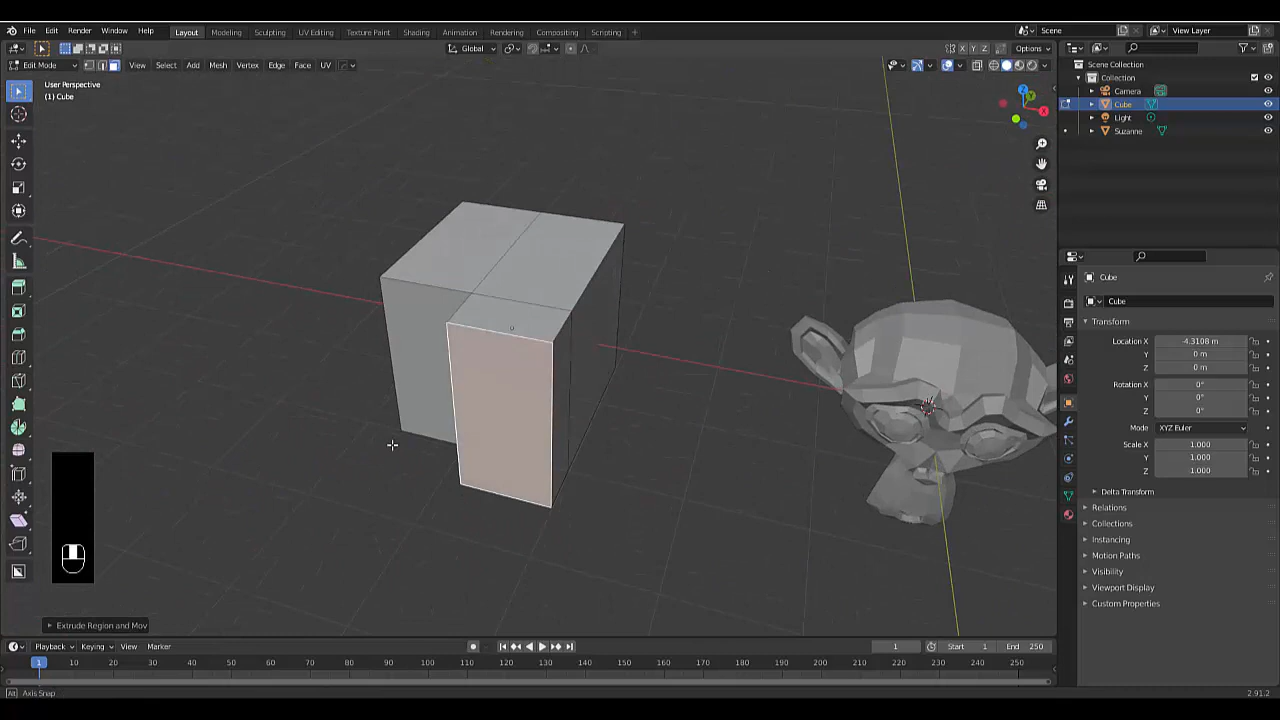 File Edit Render Window Help Layout Modeling Sculpting UV Editing Texture Paint Shading Animation Rendering Compositing Scripting + Scene View Layer
Global X Y Z Options
Edit Mode View Select Add Mesh Vertex Edge Face UV
Scene Collection
Collection
Camera
Cube
Light
Suzanne
User Perspective
(1) Cube
Z
Y
X
Cube
Cube
Transform
Location X -4.3108 m
Y 0 m
Z 0 m
Rotation X 0°
Y 0°
Z 0°
Mode XYZ Euler
Scale X 1.000
Y 1.000
Z 1.000
Delta Transform
Relations
Collections
Instancing
Motion Paths
Visibility
Viewport Display
Custom Properties
Extrude Region and Mov
Playback Keying View Marker 1 Start 1 End 250
1 10 20 30 40 50 60 70 80 90 100 110 120 130 140 150 160 170 180 190 200 210 220 230 240 250
Alt Axis Snap 2.91.2